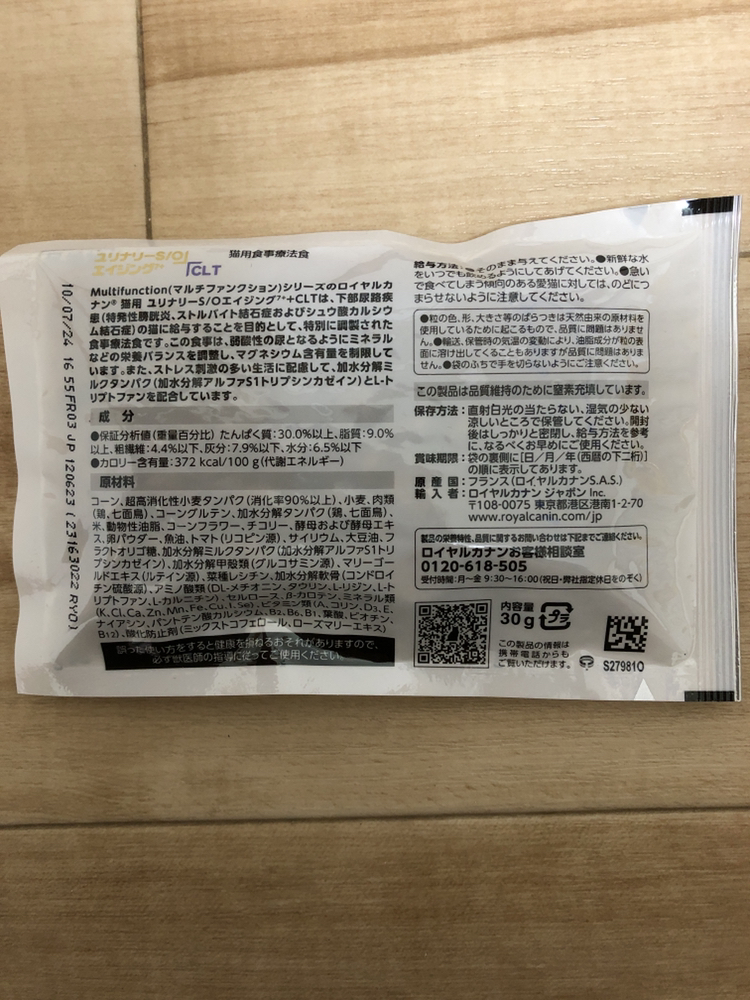 ユリナリーS/O
エイジング7+ +CLT
猫用食事療法食
Multifunction(マルチファンクション)シリーズのロイヤルカ
ナン® 猫用 ユリナリーS/Oエイジング7++CLTは、下部尿路疾
患(特発性膀胱炎、ストルバイト結石症およびシュウ酸カルシウ
ム結石症)の猫に給与することを目的として、特別に調製された
食事療法食です。この食事は、弱酸性の尿となるようにミネラル
などの栄養バランスを調整し、マグネシウム含有量を制限して
います。また、ストレス刺激の多い生活に配慮して、加水分解ミ
ルクタンパク(加水分解アルファS1トリプシンカゼイン)とL-ト
リプトファンを配合しています。
成 分
●保証分析値(重量百分比) たんぱく質:30.0%以上、脂質:9.0%
以上、粗繊維:4.4%以下、灰分:7.9%以下、水分:6.5%以下
●カロリー含有量:372 kcal/100 g(代謝エネルギー)
原材料
コーン、超高消化性小麦タンパク(消化率90%以上)、小麦、肉類
(鶏、七面鳥)、コーングルテン、加水分解タンパク(鶏、七面鳥)、
米、動物性油脂、コーンフラワー、チコリー、酵母および酵母エキ
ス、卵パウダー、魚油、トマト(リコピン源)、サイリウム、大豆油、フ
ラクトオリゴ糖、加水分解ミルクタンパク(加水分解アルファS1トリ
プシンカゼイン)、加水分解甲殻類(グルコサミン源)、マリーゴー
ルドエキス(ルテイン源)、菜種レシチン、加水分解軟骨(コンドロイ
チン硫酸源)、アミノ酸類(DL-メチオニン、タウリン、L-リジン、L-ト
リプトファン、L-カルニチン)、セルロース、β-カロテン、ミネラル類
(K、Cl、Ca、Zn、Mn、Fe、Cu、I、Se)、ビタミン類(A、コリン、D3、E、
ナイアシン、パントテン酸カルシウム、B2、B6、B1、葉酸、ビオチン、
B12)、酸化防止剤(ミックストコフェロール、ローズマリーエキス)
誤った使い方をすると健康を損ねるおそれがありますので、
必ず獣医師の指導に従ってご使用ください。
10/07/24 16 55FR03 JP 120623 ( 23163022 RY0)
給与方法:●そのまま与えてください。●新鮮な水
をいつでも飲めるようにしてあげてください。●急い
で食べてしまう傾向のある愛猫に対しては、のどにつ
まらせないように注意してください。
●粒の色、形、大きさ等のばらつきは天然由来の原材料を
使用しているために起こるもので、品質に問題はありませ
ん。●輸送、保管時の気温の変動により、油脂成分が粒の表
面に溶け出してくることもありますが品質に問題はありま
せん。●袋のふちで手を切らないようにご注意ください。
この製品は品質維持のために窒素充填しています。
保存方法:直射日光の当たらない、湿気の少ない
涼しいところで保管してください。開封
後はしっかりと密閉し、給与方法を参考
に、なるべくお早めにご使用ください。
賞味期限:袋の裏側に[日/月/年(西暦の下二桁)]
の順に表示してあります。
原 産 国:フランス(ロイヤルカナンS.A.S.)
輸 入 者:ロイヤルカナン ジャポン Inc.
〒108-0075 東京都港区港南1-2-70
www.royalcanin.com/jp
製品の栄養特性、品質に関するお問い合わせは下記までご連絡ください。
ロイヤルカナンお客様相談室
0120-618-505
受付時間:月~金 9:30~16:00(祝日・弊社指定休日をのぞく)
内容量
30g
プラ
この製品の情報は
携帯電話からも
ご覧いただけます。
S279810